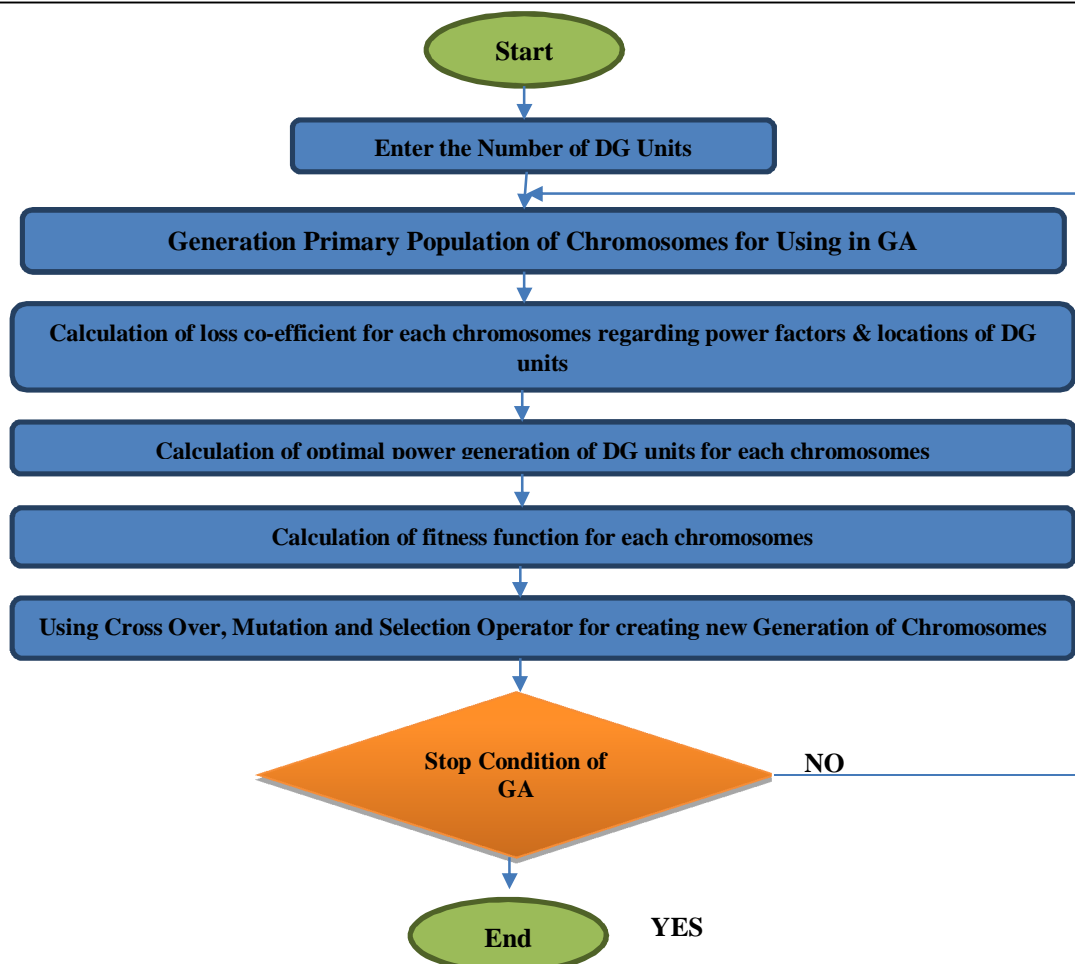 Start
Enter the Number of DG Units
Generation Primary Population of Chromosomes for Using in GA
Calculation of loss co-efficient for each chromosomes regarding power factors & locations of DG
units
Calculation of optimal power generation of DG units for each chromosomes
Calculation of fitness function for each chromosomes
Using Cross Over, Mutation and Selection Operator for creating new Generation of Chromosomes
Stop Condition of
GA
NO
End
YES